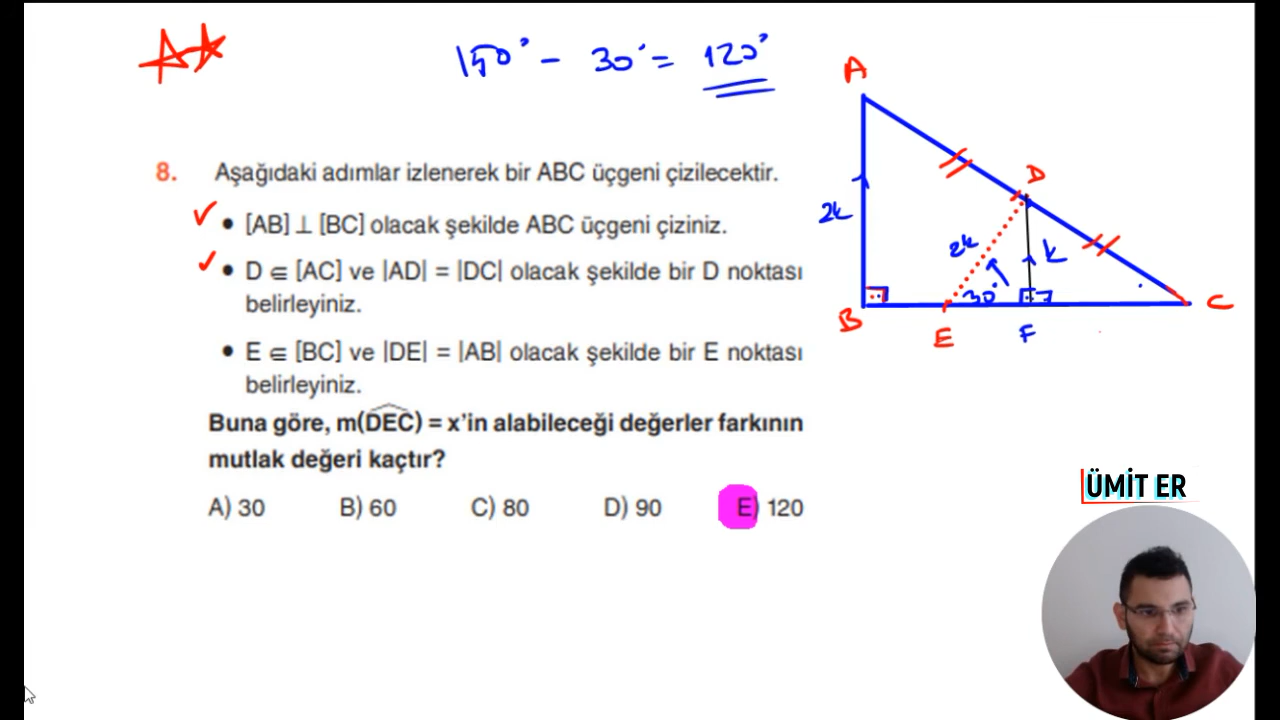 150° - 30° = 120°
8. Aşağıdaki adımlar izlenerek bir ABC üçgeni çizilecektir.
• [AB] ⊥ [BC] olacak şekilde ABC üçgeni çiziniz.
• D ∈ [AC] ve |AD| = |DC| olacak şekilde bir D noktası
belirleyiniz.
• E ∈ [BC] ve |DE| = |AB| olacak şekilde bir E noktası
belirleyiniz.
Buna göre, m(DEC) = x'in alabileceği değerler farkının
mutlak değeri kaçtır?
A) 30 B) 60 C) 80 D) 90 E) 120
A
D
2k
2k
k
30°
B
E
F
C
ÜMİT ER